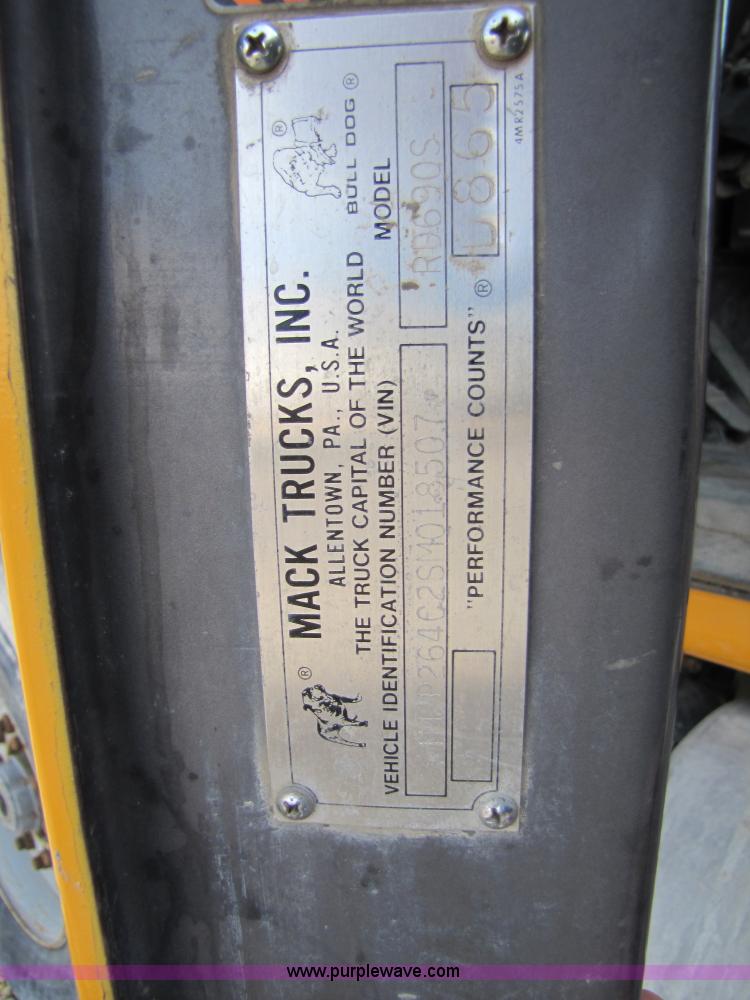 MACK TRUCKS, INC.
ALLENTOWN, PA., U.S.A.
THE TRUCK CAPITAL OF THE WORLD BULL DOG ®
VEHICLE IDENTIFICATION NUMBER (VIN) MODEL
RD690S
"PERFORMANCE COUNTS" ® L865
4MR2575A
www.purplewave.com